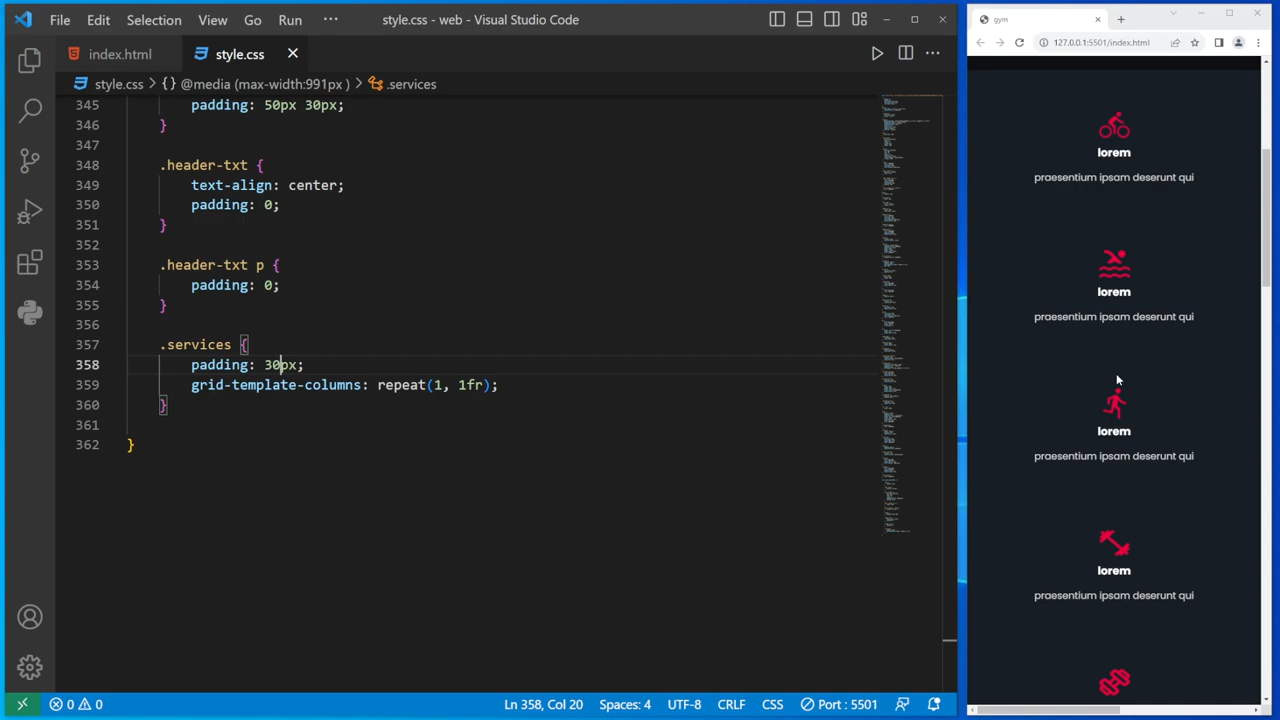 File Edit Selection View Go Run ··· style.css - web - Visual Studio Code
index.html style.css
style.css > {} @media (max-width:991px ) > .services
345 padding: 50px 30px;
346 }
347
348 .header-txt {
349 text-align: center;
350 padding: 0;
351 }
352
353 .header-txt p {
354 padding: 0;
355 }
356
357 .services {
358 padding: 30px;
359 grid-template-columns: repeat(1, 1fr);
360 }
361
362 }
0 0 Ln 358, Col 20 Spaces: 4 UTF-8 CRLF CSS Port : 5501
gym
127.0.0.1:5501/index.html
lorem
praesentium ipsam deserunt qui
lorem
praesentium ipsam deserunt qui
lorem
praesentium ipsam deserunt qui
lorem
praesentium ipsam deserunt qui